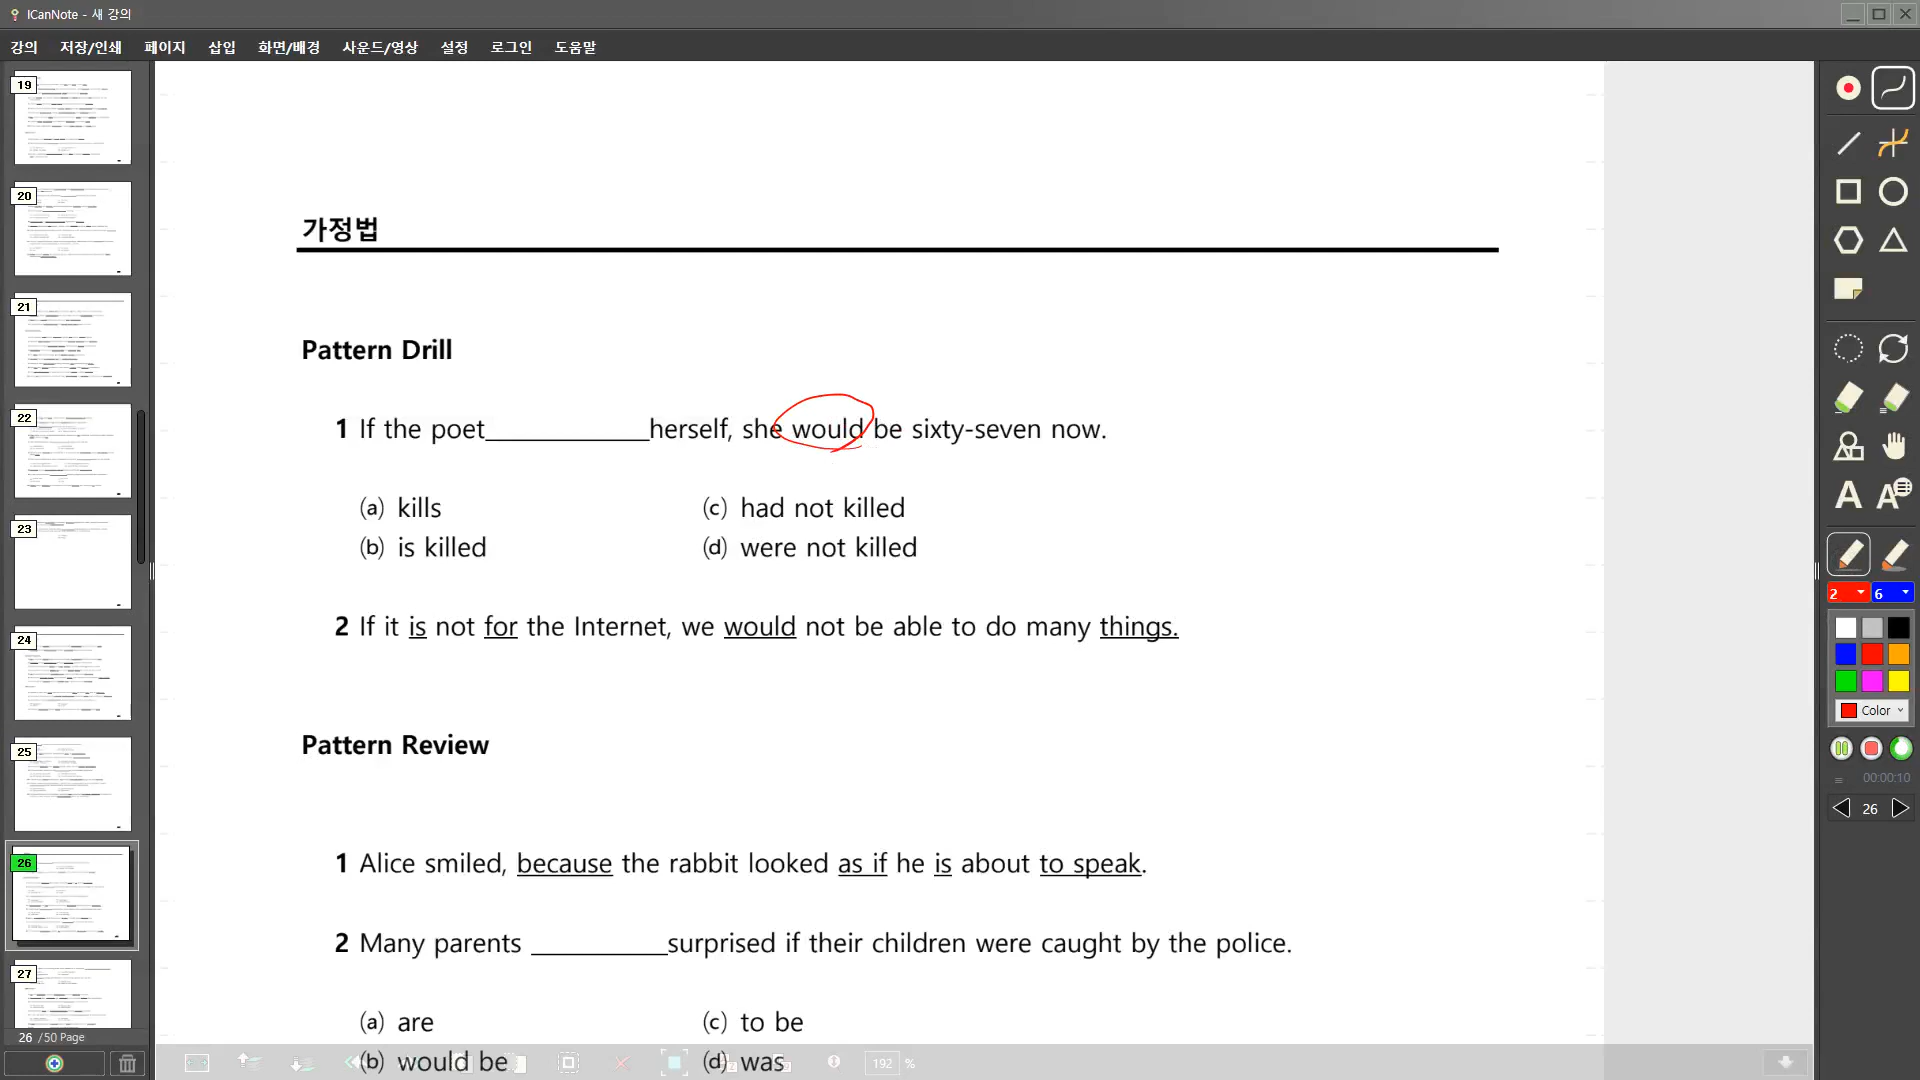 ICanNote - 새 강의
강의 저장/인쇄 페이지 삽입 화면/배경 사운드/영상 설정 로그인 도움말
19
20
21
22
23
24
25
26
27
26 /50 Page
가정법
Pattern Drill
1 If the poet____________herself, she would be sixty-seven now.
(a) kills (c) had not killed
(b) is killed (d) were not killed
2 If it is not for the Internet, we would not be able to do many things.
Pattern Review
1 Alice smiled, because the rabbit looked as if he is about to speak.
2 Many parents __________surprised if their children were caught by the police.
(a) are (c) to be
(b) would be (d) was
192 %
A A
2 6
Color
00:00:10
26